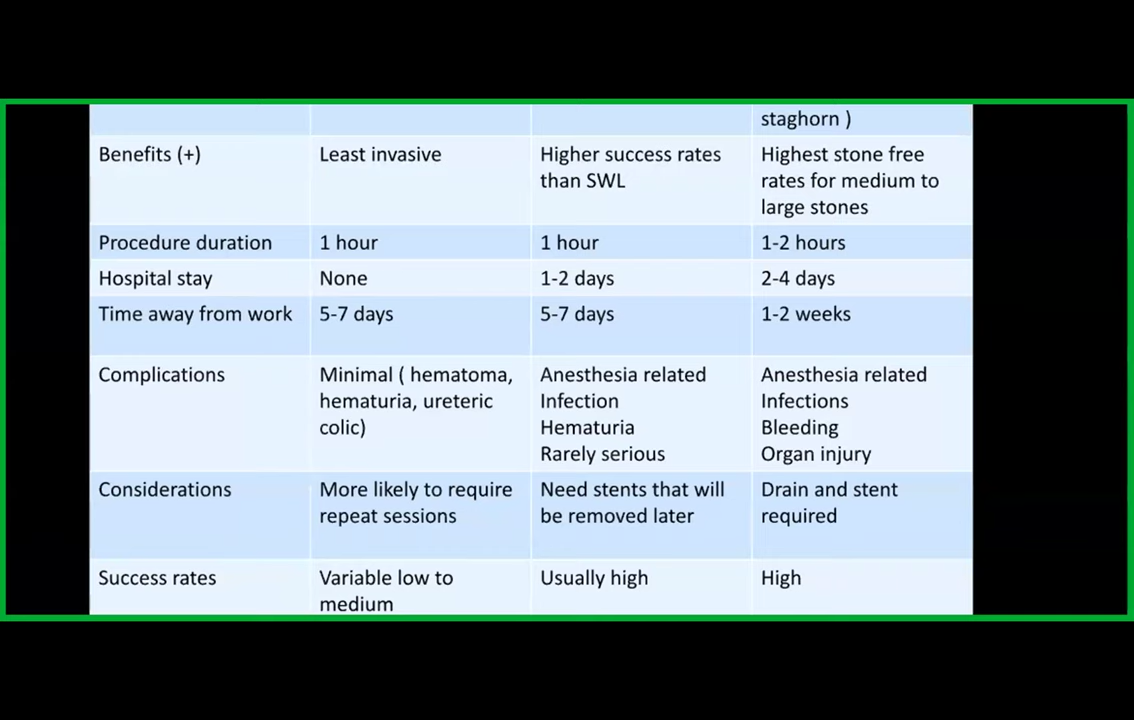 staghorn )
Benefits (+)
Least invasive
Higher success rates
than SWL
Highest stone free
rates for medium to
large stones
Procedure duration
1 hour
1 hour
1-2 hours
Hospital stay
None
1-2 days
2-4 days
Time away from work
5-7 days
5-7 days
1-2 weeks
Complications
Minimal ( hematoma,
hematuria, ureteric
colic)
Anesthesia related
Infection
Hematuria
Rarely serious
Anesthesia related
Infections
Bleeding
Organ injury
Considerations
More likely to require
repeat sessions
Need stents that will
be removed later
Drain and stent
required
Success rates
Variable low to
medium
Usually high
High